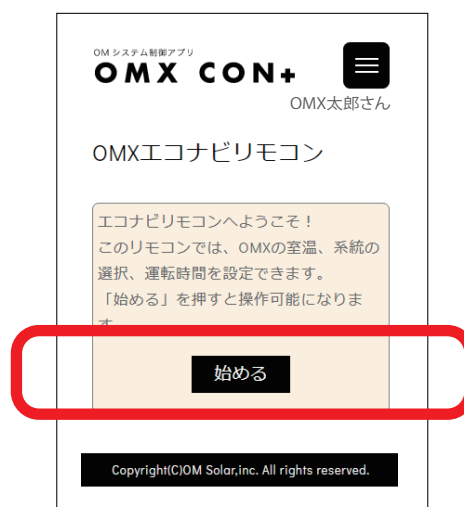 OMシステム制御アプリ
OMX CON+
OMX太郎さん
OMXエコナビリモコン
エコナビリモコンへようこそ！
このリモコンでは、OMXの室温、系統の
選択、運転時間を設定できます。
「始める」を押すと操作可能になりま
す
始める
Copyright(C)OM Solar,inc. All rights reserved.